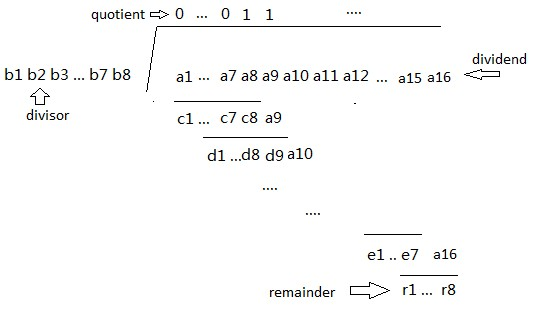 quotient 0 ... 0 1 1 ....
b1 b2 b3 ... b7 b8 a1 ... a7 a8 a9 a10 a11 a12 ... a15 a16 dividend
divisor c1 ... c7 c8 a9
d1 ...d8 d9 a10
....
....
e1 .. e7 a16
remainder r1 ... r8